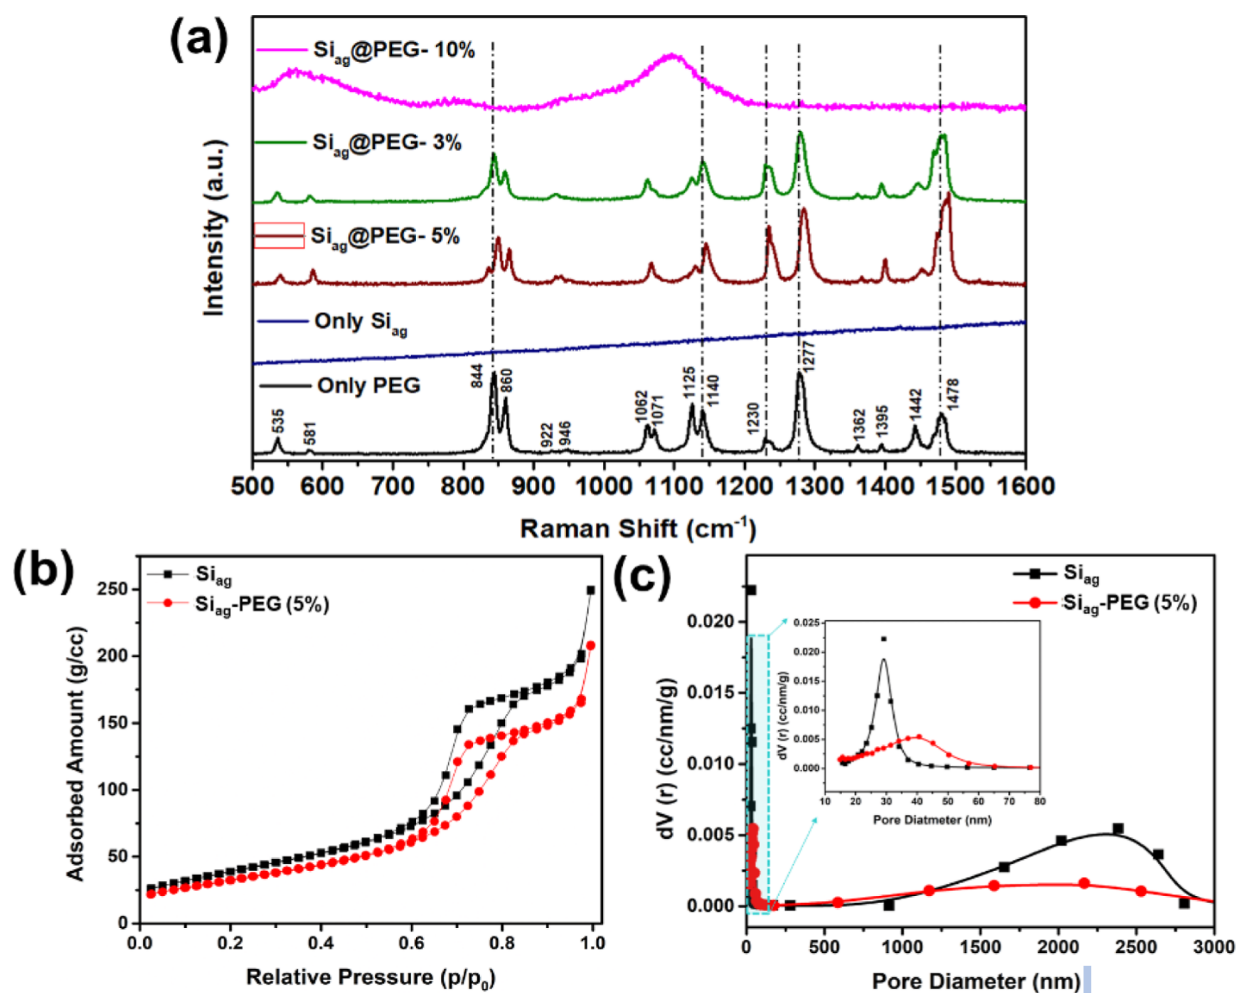 (a)
Si_ag@PEG- 10%
Si_ag@PEG- 3%
Si_ag@PEG- 5%
Only Si_ag
Only PEG
Intensity (a.u.)
535
581
844
860
922
946
1062
1071
1125
1140
1230
1277
1362
1395
1442
1478
500 600 700 800 900 1000 1100 1200 1300 1400 1500 1600
Raman Shift (cm⁻¹)
(b)
Si_ag
Si_ag-PEG (5%)
Adsorbed Amount (g/cc)
250
200
150
100
50
0
0.0 0.2 0.4 0.6 0.8 1.0
Relative Pressure (p/p₀)
(c)
Si_ag
Si_ag-PEG (5%)
dV (r) (cc/nm/g)
0.020
0.015
0.010
0.005
0.000
0 500 1000 1500 2000 2500 3000
Pore Diameter (nm)
dV (r) (cc/nm/g)
0.025
0.020
0.015
0.010
0.005
0.000
10 20 30 40 50 60 70 80
Pore Diatmeter (nm)